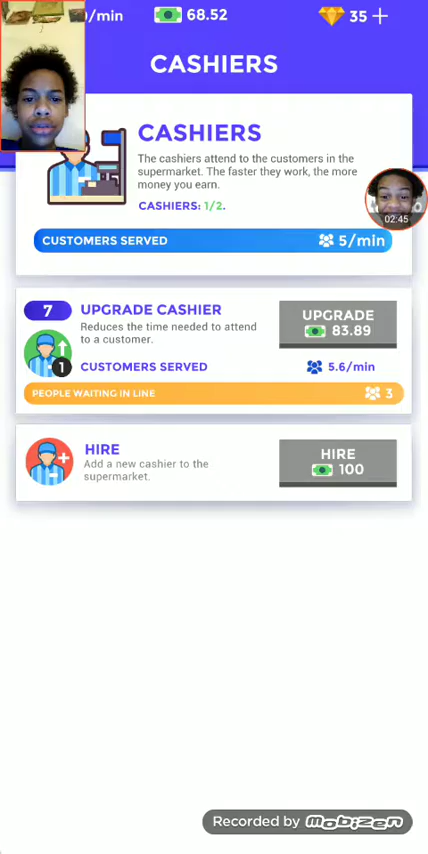 /min 68.52 35 +
CASHIERS
CASHIERS
The cashiers attend to the customers in the
supermarket. The faster they work, the more
money you earn.
CASHIERS: 1/2.
02:45
CUSTOMERS SERVED 5/min
7 UPGRADE CASHIER
Reduces the time needed to attend
to a customer.
UPGRADE
83.89
1 CUSTOMERS SERVED 5.6/min
PEOPLE WAITING IN LINE 3
HIRE
Add a new cashier to the
supermarket.
HIRE
100
Recorded by mobizen